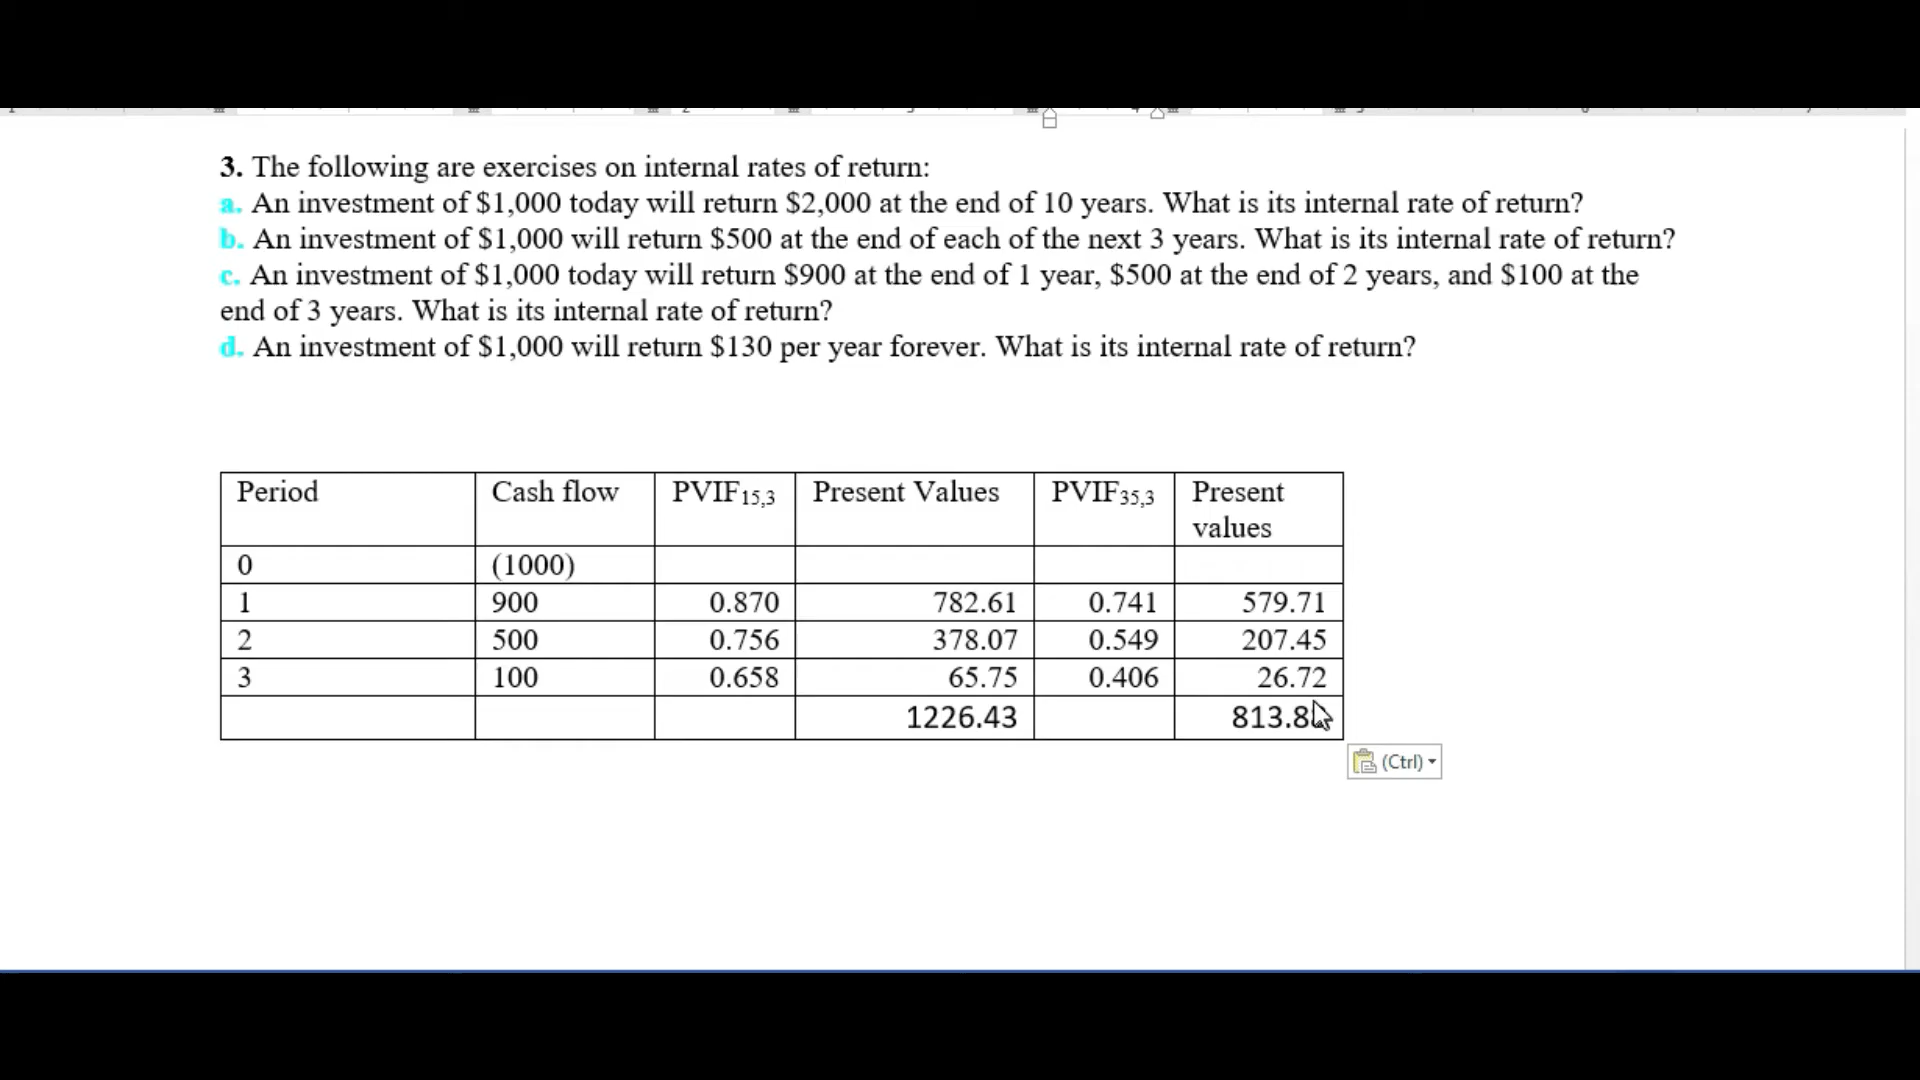 3. The following are exercises on internal rates of return:
a. An investment of $1,000 today will return $2,000 at the end of 10 years. What is its internal rate of return?
b. An investment of $1,000 will return $500 at the end of each of the next 3 years. What is its internal rate of return?
c. An investment of $1,000 today will return $900 at the end of 1 year, $500 at the end of 2 years, and $100 at the
end of 3 years. What is its internal rate of return?
d. An investment of $1,000 will return $130 per year forever. What is its internal rate of return?
Period Cash flow PVIF15,3 Present Values PVIF35,3 Present
values
0 (1000)
1 900 0.870 782.61 0.741 579.71
2 500 0.756 378.07 0.549 207.45
3 100 0.658 65.75 0.406 26.72
1226.43
(Ctrl)